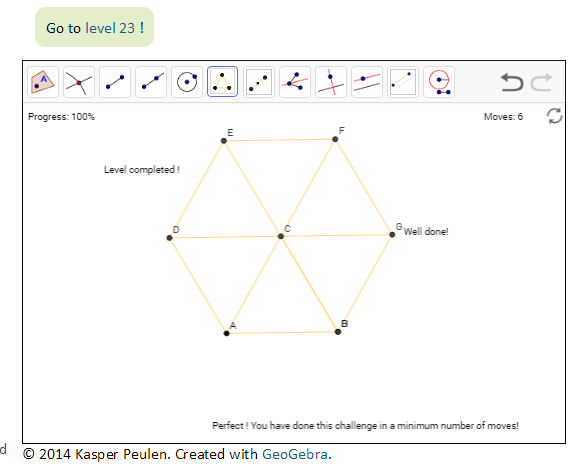 Go to level 23 !
A
Progress: 100%
Moves: 6
E
F
Level completed !
D
C
G
Well done!
A
B
Perfect ! You have done this challenge in a minimum number of moves!
d
© 2014 Kasper Peulen. Created with GeoGebra.